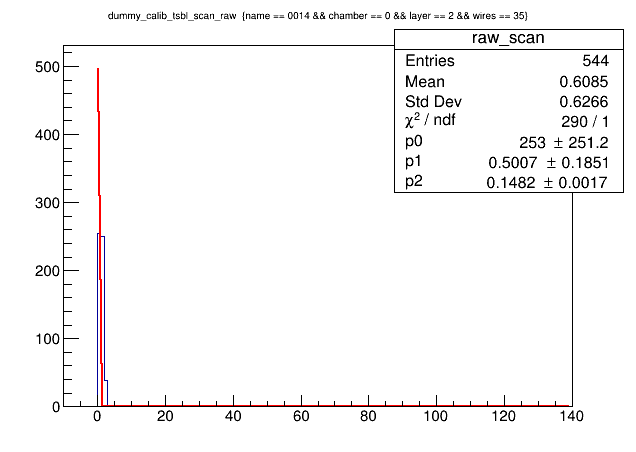 dummy_calib_tsbl_scan_raw {name == 0014 && chamber == 0 && layer == 2 && wires == 35}
raw_scan
Entries 544
Mean 0.6085
Std Dev 0.6266
χ² / ndf 290 / 1
p0 253 ± 251.2
p1 0.5007 ± 0.1851
p2 0.1482 ± 0.0017
500
400
300
200
100
0
0 20 40 60 80 100 120 140